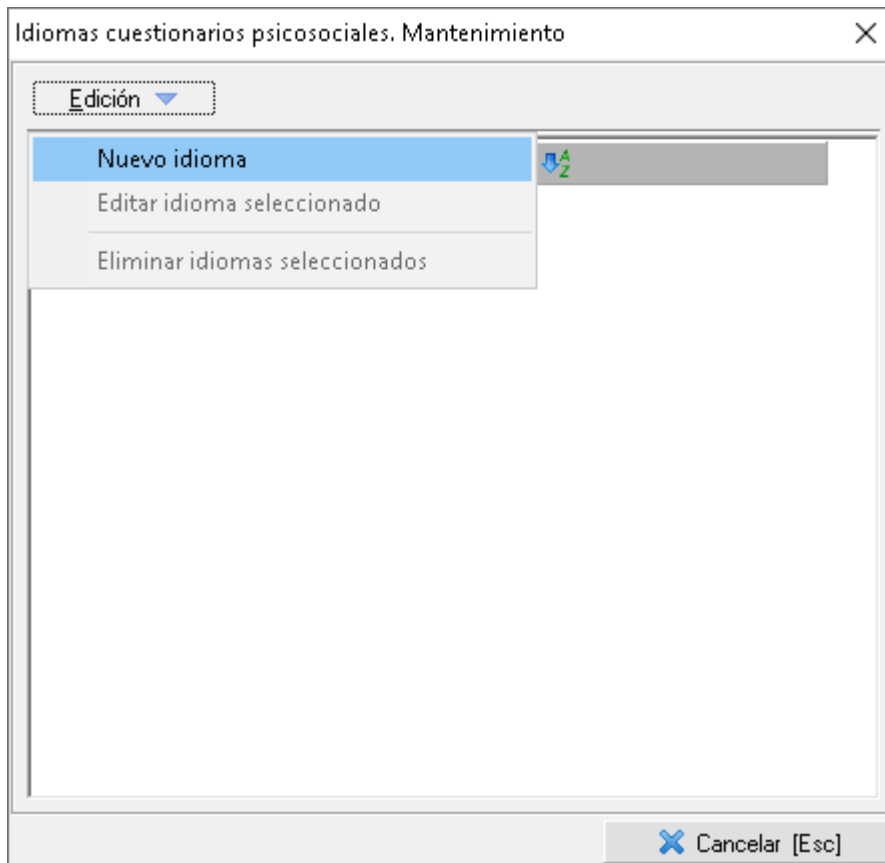 Idiomas cuestionarios psicosociales. Mantenimiento
Edición
Nuevo idioma
Editar idioma seleccionado
Eliminar idiomas seleccionados
Cancelar [Esc]